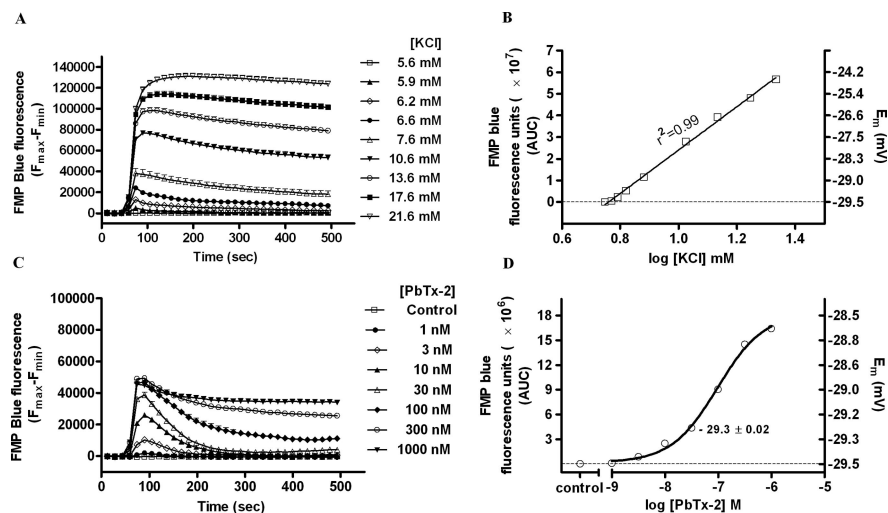 A
FMP Blue fluorescence
(Fmax-Fmin)
140000
120000
100000
80000
60000
40000
20000
0
0 100 200 300 400 500
Time (sec)
[KCl]
5.6 mM
5.9 mM
6.2 mM
6.6 mM
7.6 mM
10.6 mM
13.6 mM
17.6 mM
21.6 mM
B
FMP blue
fluorescence units ( × 10⁷)
(AUC)
7
6
5
4
3
2
1
0
r²=0.99
-24.2
-25.4
-26.6
-27.5
-28.3
-29.0
-29.5
Em (mV)
0.6 0.8 1.0 1.2 1.4
log [KCl] mM
C
FMP Blue fluorescence
(Fmax-Fmin)
100000
80000
60000
40000
20000
0
0 100 200 300 400 500
Time (sec)
[PbTx-2]
Control
1 nM
3 nM
10 nM
30 nM
100 nM
300 nM
1000 nM
D
FMP blue
fluorescence units ( × 10⁶)
(AUC)
18
15
12
9
6
3
- 29.3 ± 0.02
-28.5
-28.8
-28.6
-29.0
-29.2
-29.3
-29.5
Em (mV)
control -9 -8 -7 -6 -5
log [PbTx-2] M